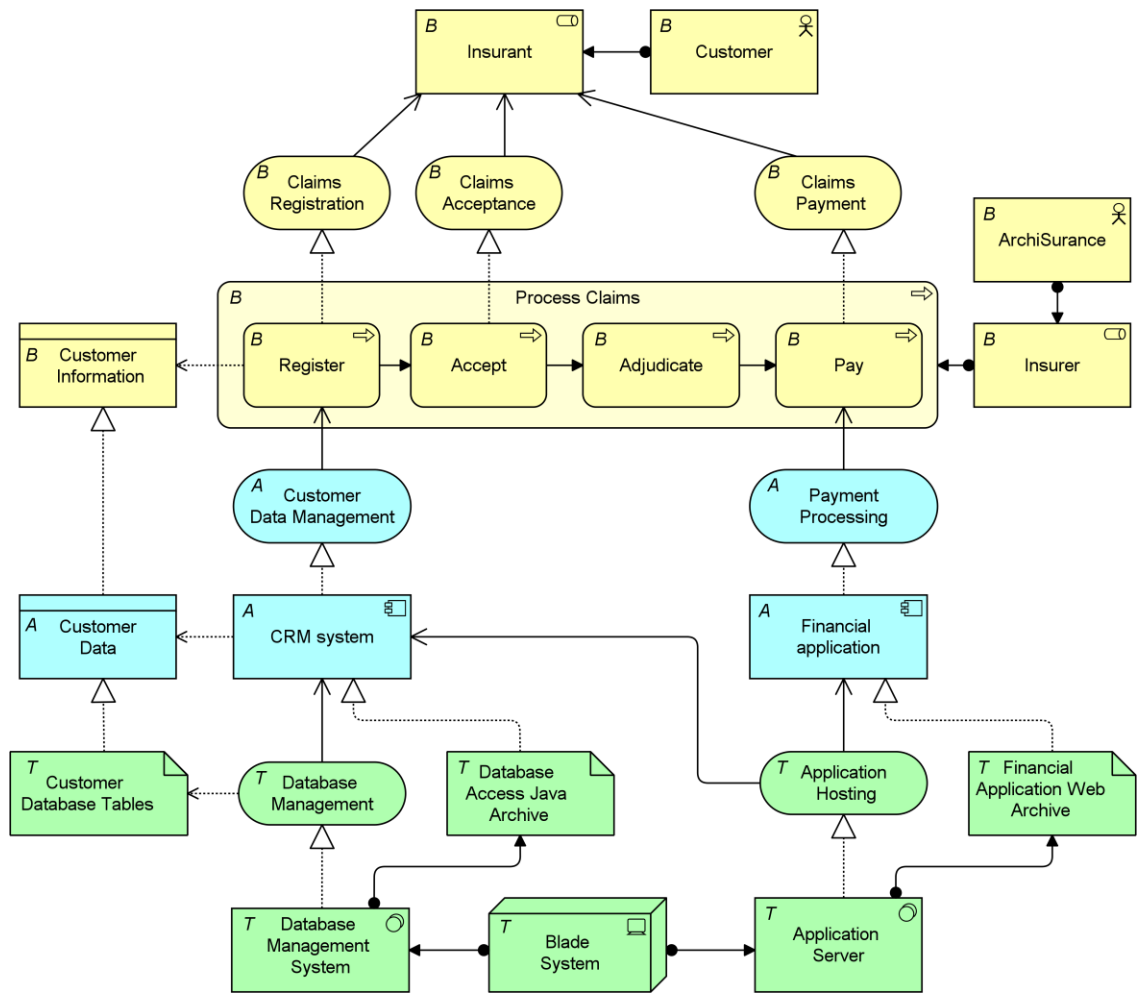 B
Insurant
B
Customer
B
Claims
Registration
B
Claims
Acceptance
B
Claims
Payment
B
ArchiSurance
B
Process Claims
B
Customer
Information
B
Register
B
Accept
B
Adjudicate
B
Pay
B
Insurer
A
Customer
Data Management
A
Payment
Processing
A
Customer
Data
A
CRM system
A
Financial
application
T
Customer
Database Tables
T
Database
Management
T
Database
Access Java
Archive
T
Application
Hosting
T
Financial
Application Web
Archive
T
Database
Management
System
T
Blade
System
T
Application
Server